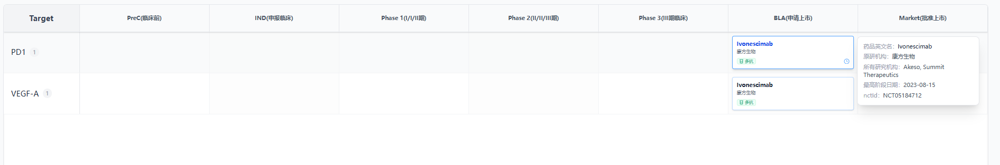 Target
PreC(临床前)
IND(申报临床)
Phase 1(I/I/II期)
Phase 2(II/II/III期)
Phase 3(III期临床)
BLA(申请上市)
Market(批准上市)
PD1 1
Ivonescimab
康方生物
多抗
药品英文名: Ivonescimab
原研机构: 康方生物
所有研究机构: Akeso, Summit
Therapeutics
最高阶段日期: 2023-08-15
nctId: NCT05184712
VEGF-A 1
Ivonescimab
康方生物
多抗